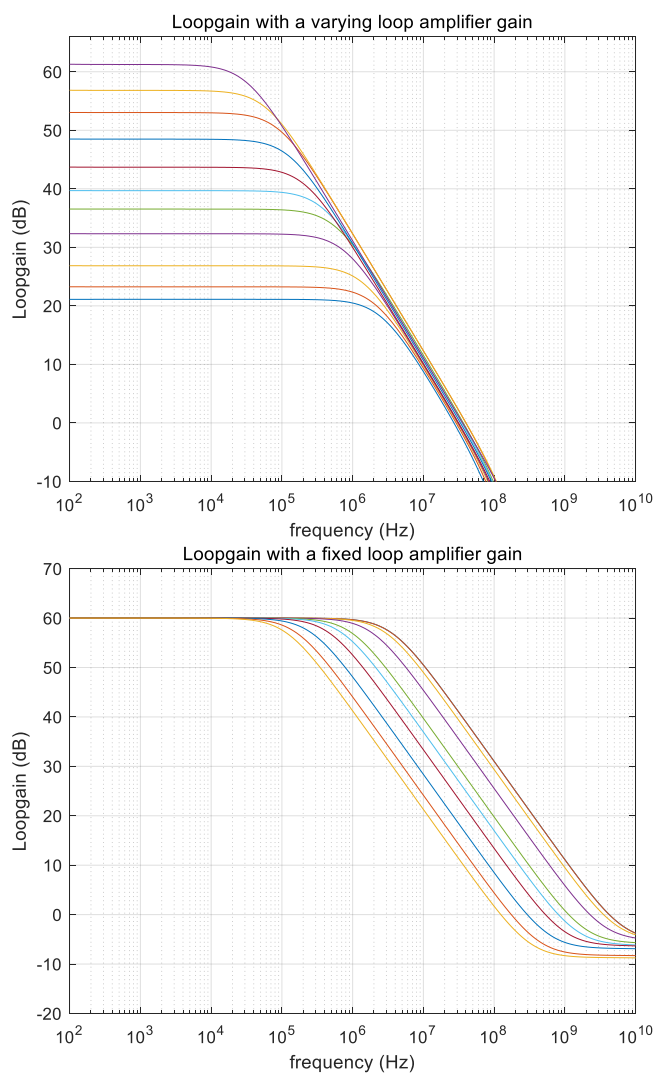 Loopgain with a varying loop amplifier gain
60
50
40
30
20
10
0
-10
Loopgain (dB)
10^2 10^3 10^4 10^5 10^6 10^7 10^8 10^9 10^10
frequency (Hz)
Loopgain with a fixed loop amplifier gain
70
60
50
40
30
20
10
0
-10
-20
Loopgain (dB)
10^2 10^3 10^4 10^5 10^6 10^7 10^8 10^9 10^10
frequency (Hz)